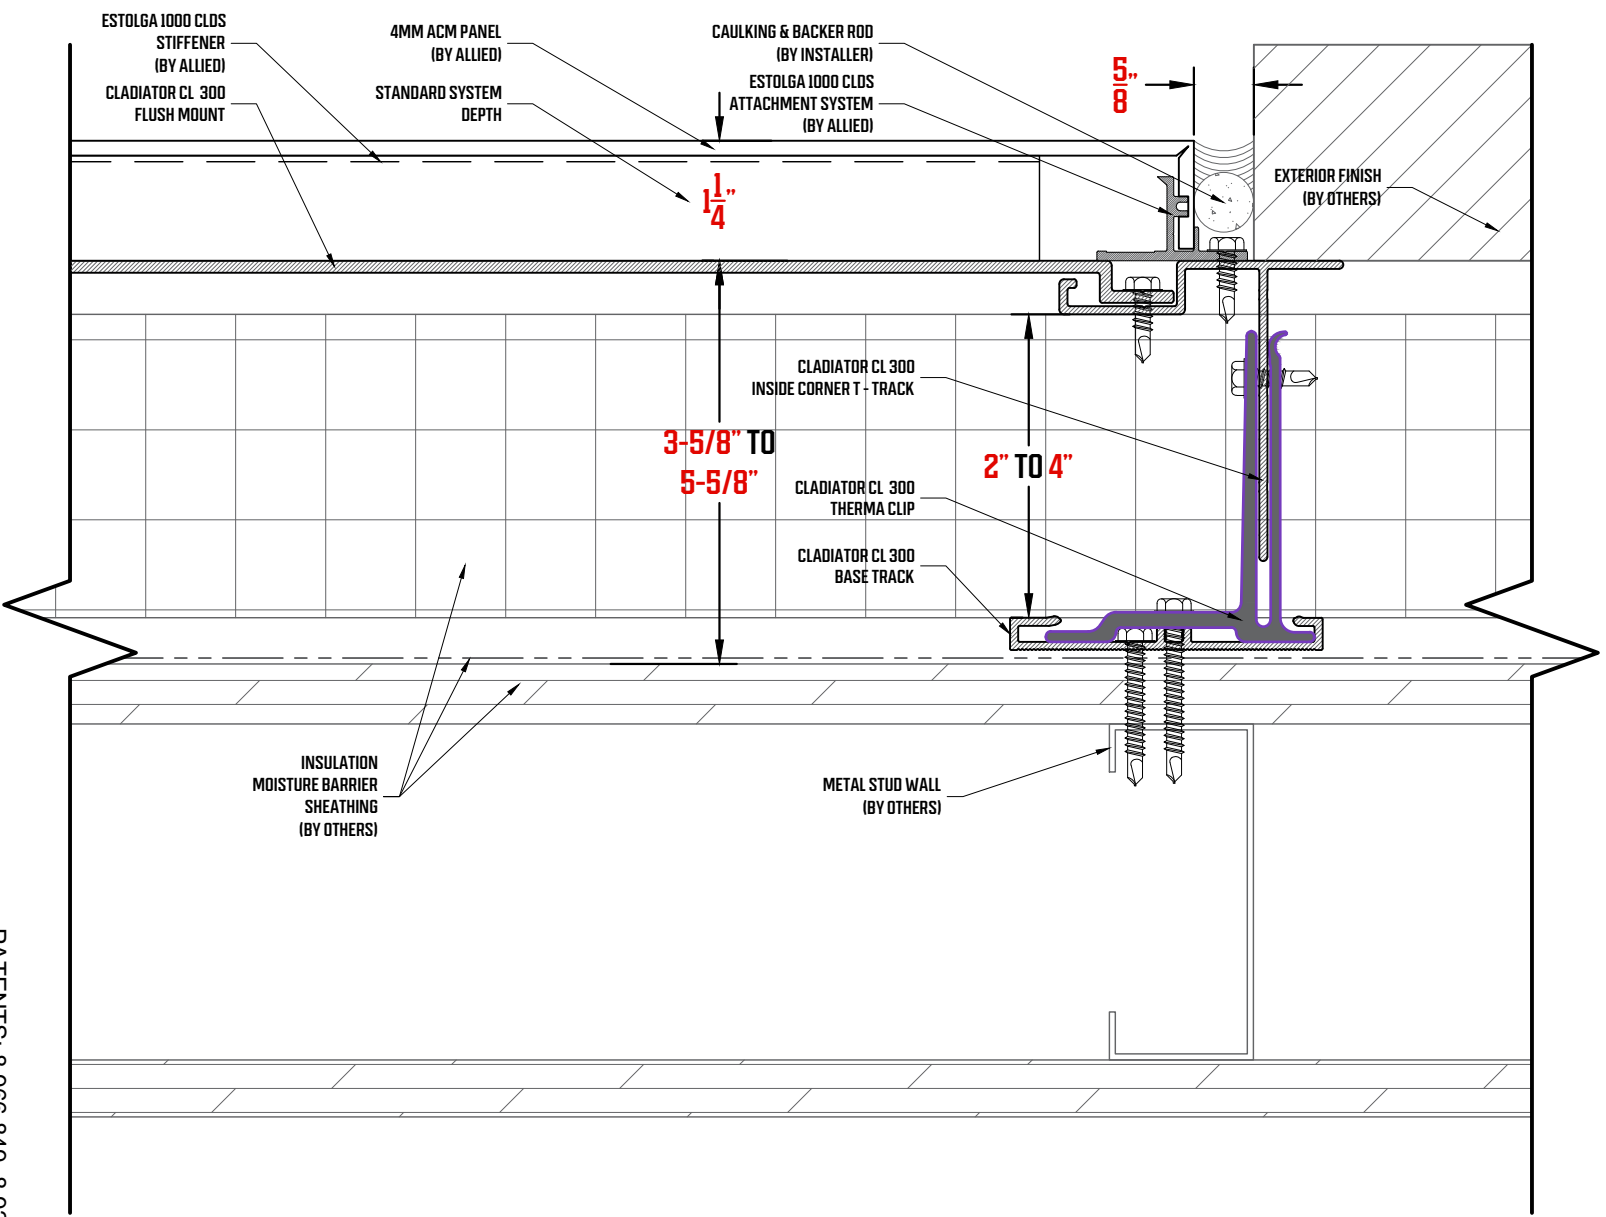 ESTOLGA 1000 CLDS
STIFFENER
(BY ALLIED)
CLADIATOR CL 300
FLUSH MOUNT
4MM ACM PANEL
(BY ALLIED)
STANDARD SYSTEM
DEPTH
CAULKING & BACKER ROD
(BY INSTALLER)
ESTOLGA 1000 CLDS
ATTACHMENT SYSTEM
(BY ALLIED)
5/8"
EXTERIOR FINISH
(BY OTHERS)
1 1/4"
CLADIATOR CL 300
INSIDE CORNER T - TRACK
3-5/8" TO
5-5/8"
2" TO 4"
CLADIATOR CL 300
THERMA CLIP
CLADIATOR CL 300
BASE TRACK
INSULATION
MOISTURE BARRIER
SHEATHING
(BY OTHERS)
METAL STUD WALL
(BY OTHERS)